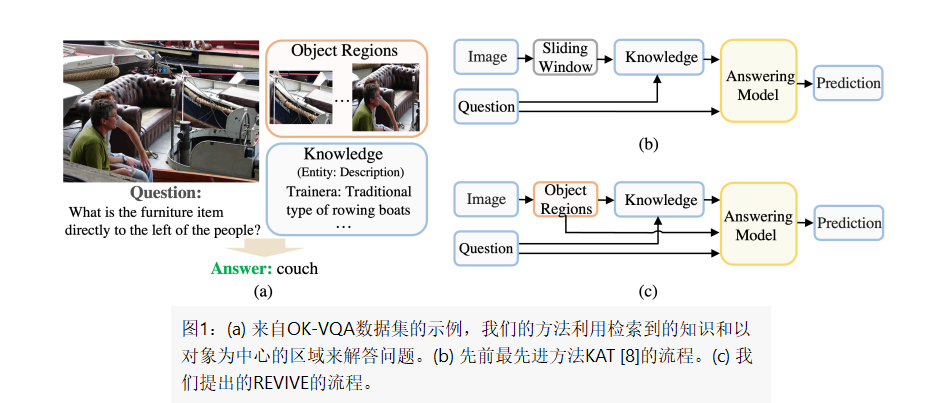 Object Regions
...
Knowledge
(Entity: Description)
Trainera: Traditional
type of rowing boats
...
Question:
What is the furniture item
directly to the left of the people?
Answer: couch
(a)
Image
Sliding
Window
Knowledge
Question
Answering
Model
Prediction
(b)
Image
Object
Regions
Knowledge
Question
Answering
Model
Prediction
(c)
图1：(a) 来自OK-VQA数据集的示例，我们的方法利用检索到的知识和以
对象为中心的区域来解答问题。(b) 先前最先进方法KAT [8]的流程。(c) 我
们提出的REVIVE的流程。